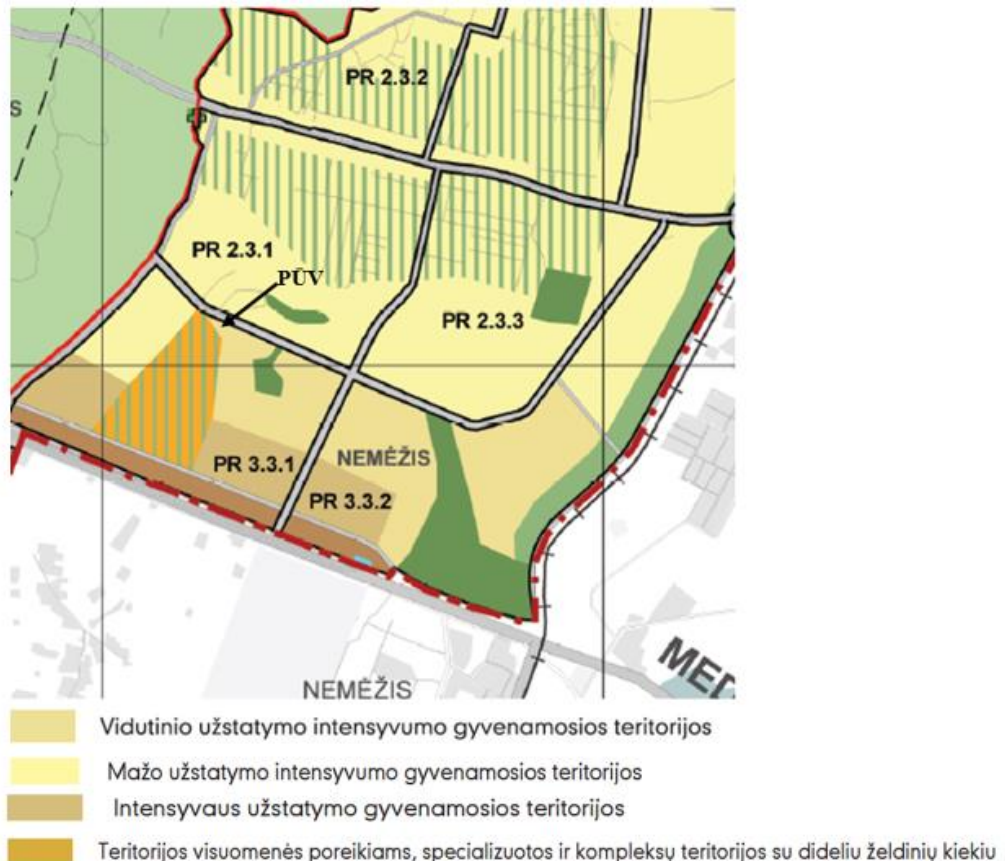 S
PR 2.3.2
PR 2.3.1
PŪV
PR 2.3.3
PR 3.3.1
NEMĖŽIS
PR 3.3.2
NEMĖŽIS
MED
Vidutinio užstatymo intensyvumo gyvenamosios teritorijos
Mažo užstatymo intensyvumo gyvenamosios teritorijos
Intensyvaus užstatymo gyvenamosios teritorijos
Teritorijos visuomenės poreikiams, specializuotos ir kompleksų teritorijos su dideliu želdinių kiekiu